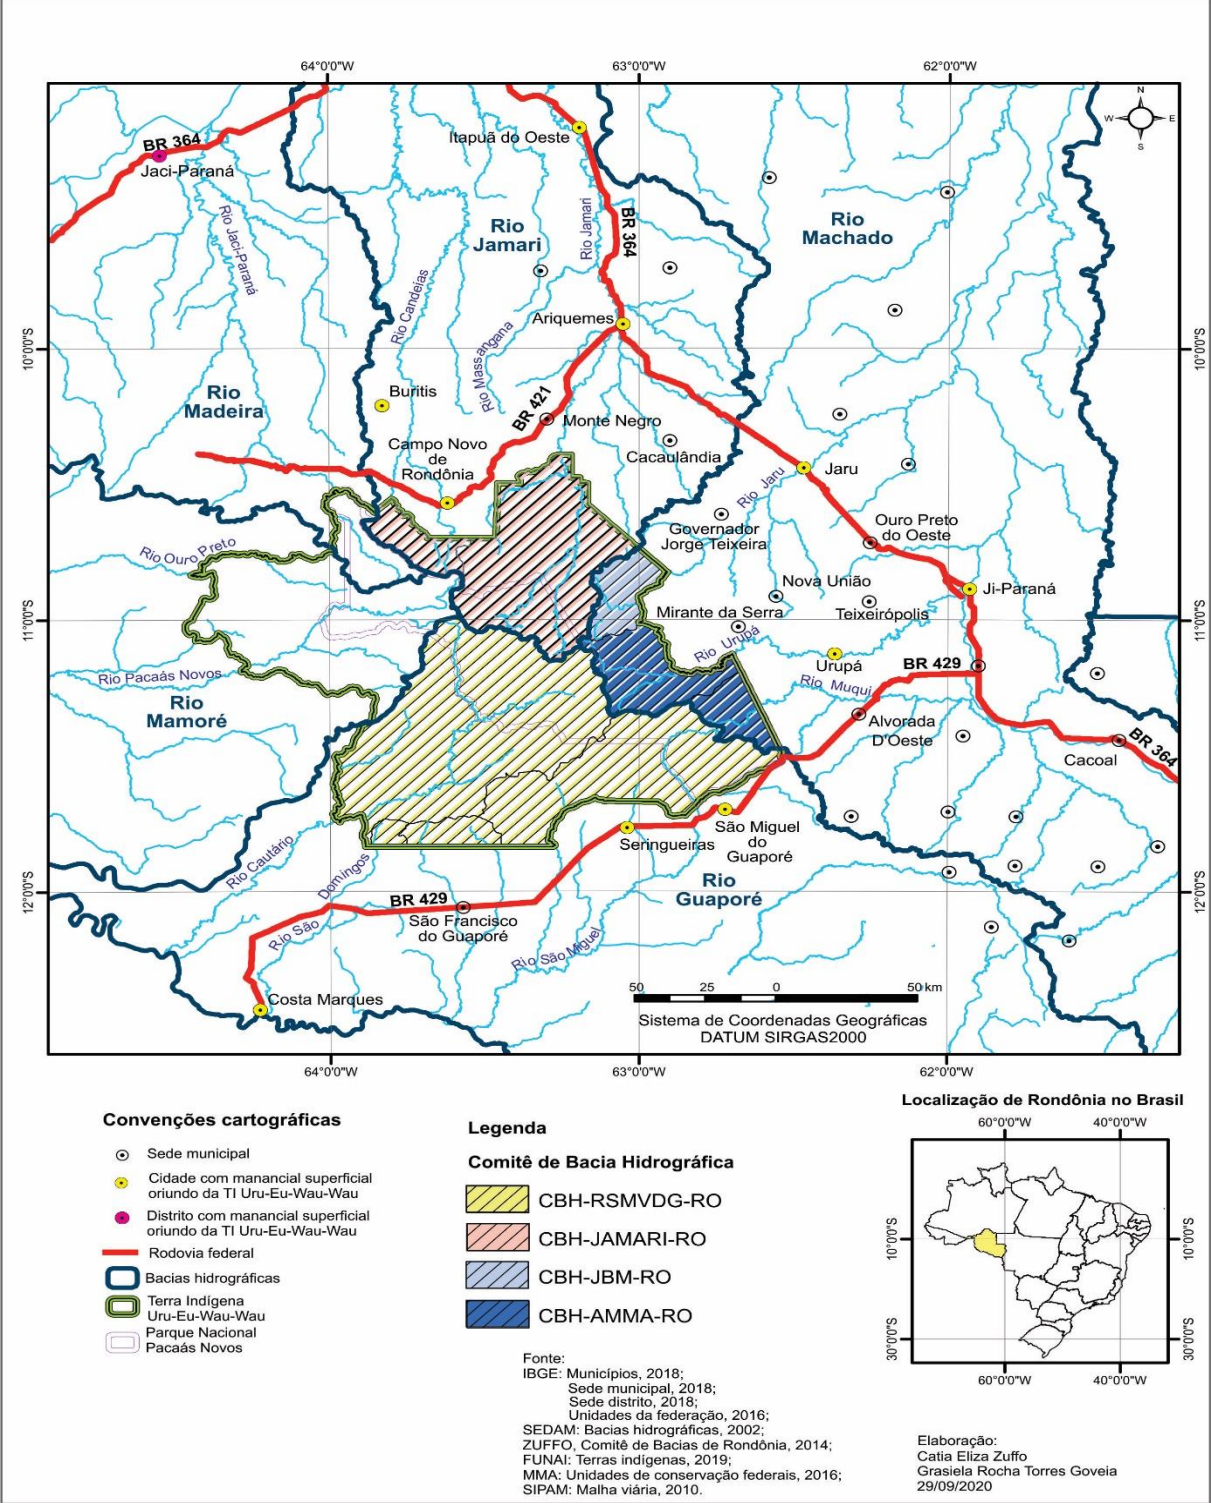 64°0'0"W
63°0'0"W
62°0'0"W
N
W
E
S
BR 364
Jaci-Paraná
Itapuã do Oeste
Rio Jaci-Paraná
Rio
Jamari
Rio Jamari
BR 364
Rio
Machado
Rio Candeias
Rio Massangana
Ariquemes
10°0'0"S
10°0'0"S
Rio
Madeira
Buritis
BR 421
Monte Negro
Campo Novo
de
Rondônia
Cacaulândia
Jaru
Rio Jaru
Governador
Jorge Teixeira
Ouro Preto
do Oeste
Rio Ouro Preto
Nova União
Ji-Paraná
Mirante da Serra
Teixeirópolis
11°0'0"S
11°0'0"S
Rio Urupá
Urupá
BR 429
Rio Pacaás Novos
Rio Muqui
Rio
Mamoré
Alvorada
D'Oeste
BR 364
Cacoal
São Miguel
do
Guaporé
Seringueiras
Rio Cautário
Rio São Domingos
Rio
Guaporé
12°0'0"S
12°0'0"S
BR 429
São Francisco
do Guaporé
Rio São Miguel
Costa Marques
50 25 0 50 km
Sistema de Coordenadas Geográficas
DATUM SIRGAS2000
64°0'0"W
63°0'0"W
62°0'0"W
Convenções cartográficas
Sede municipal
Cidade com manancial superficial
oriundo da TI Uru-Eu-Wau-Wau
Distrito com manancial superficial
oriundo da TI Uru-Eu-Wau-Wau
Rodovia federal
Bacias hidrográficas
Terra Indígena
Uru-Eu-Wau-Wau
Parque Nacional
Pacaás Novos
Legenda
Comitê de Bacia Hidrográfica
CBH-RSMVDG-RO
CBH-JAMARI-RO
CBH-JBM-RO
CBH-AMMA-RO
Fonte:
IBGE: Municípios, 2018;
Sede municipal, 2018;
Sede distrito, 2018;
Unidades da federação, 2016;
SEDAM: Bacias hidrográficas, 2002;
ZUFFO, Comitê de Bacias de Rondônia, 2014;
FUNAI: Terras indígenas, 2019;
MMA: Unidades de conservação federais, 2016;
SIPAM: Malha viária, 2010.
Localização de Rondônia no Brasil
60°0'0"W
40°0'0"W
10°0'0"S
10°0'0"S
30°0'0"S
30°0'0"S
60°0'0"W
40°0'0"W
Elaboração:
Catia Eliza Zuffo
Grasiela Rocha Torres Goveia
29/09/2020